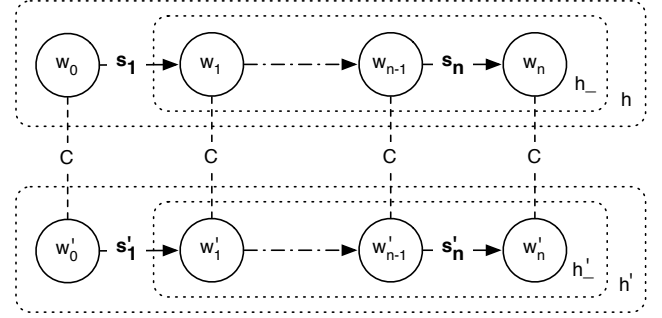 w₀ s₁ w₁ wₙ₋₁ sₙ wₙ h_ h
C C C C
w'₀ s'₁ w'₁ w'ₙ₋₁ s'ₙ w'ₙ h'_ h'